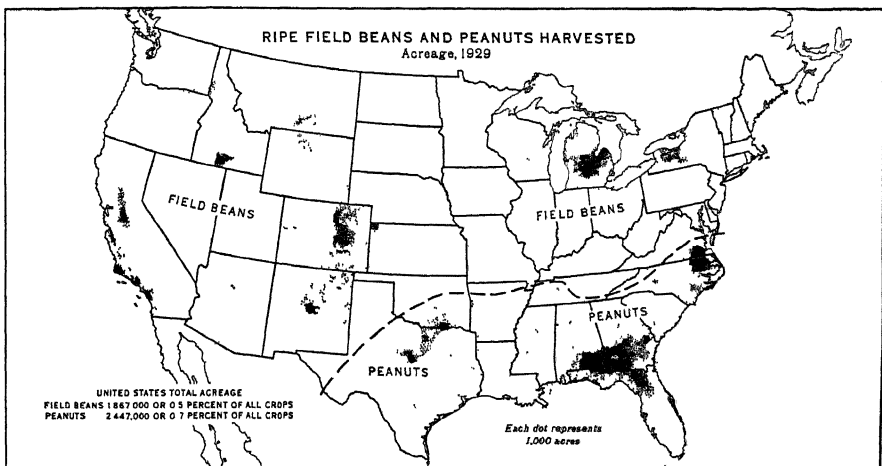 RIPE FIELD BEANS AND PEANUTS HARVESTED
Acreage, 1929
FIELD BEANS
FIELD BEANS
PEANUTS
PEANUTS
UNITED STATES TOTAL ACREAGE
FIELD BEANS 1 867 000 OR 0 5 PERCENT OF ALL CROPS
PEANUTS 2 447,000 OR 0 7 PERCENT OF ALL CROPS
Each dot represents
1,000 acres